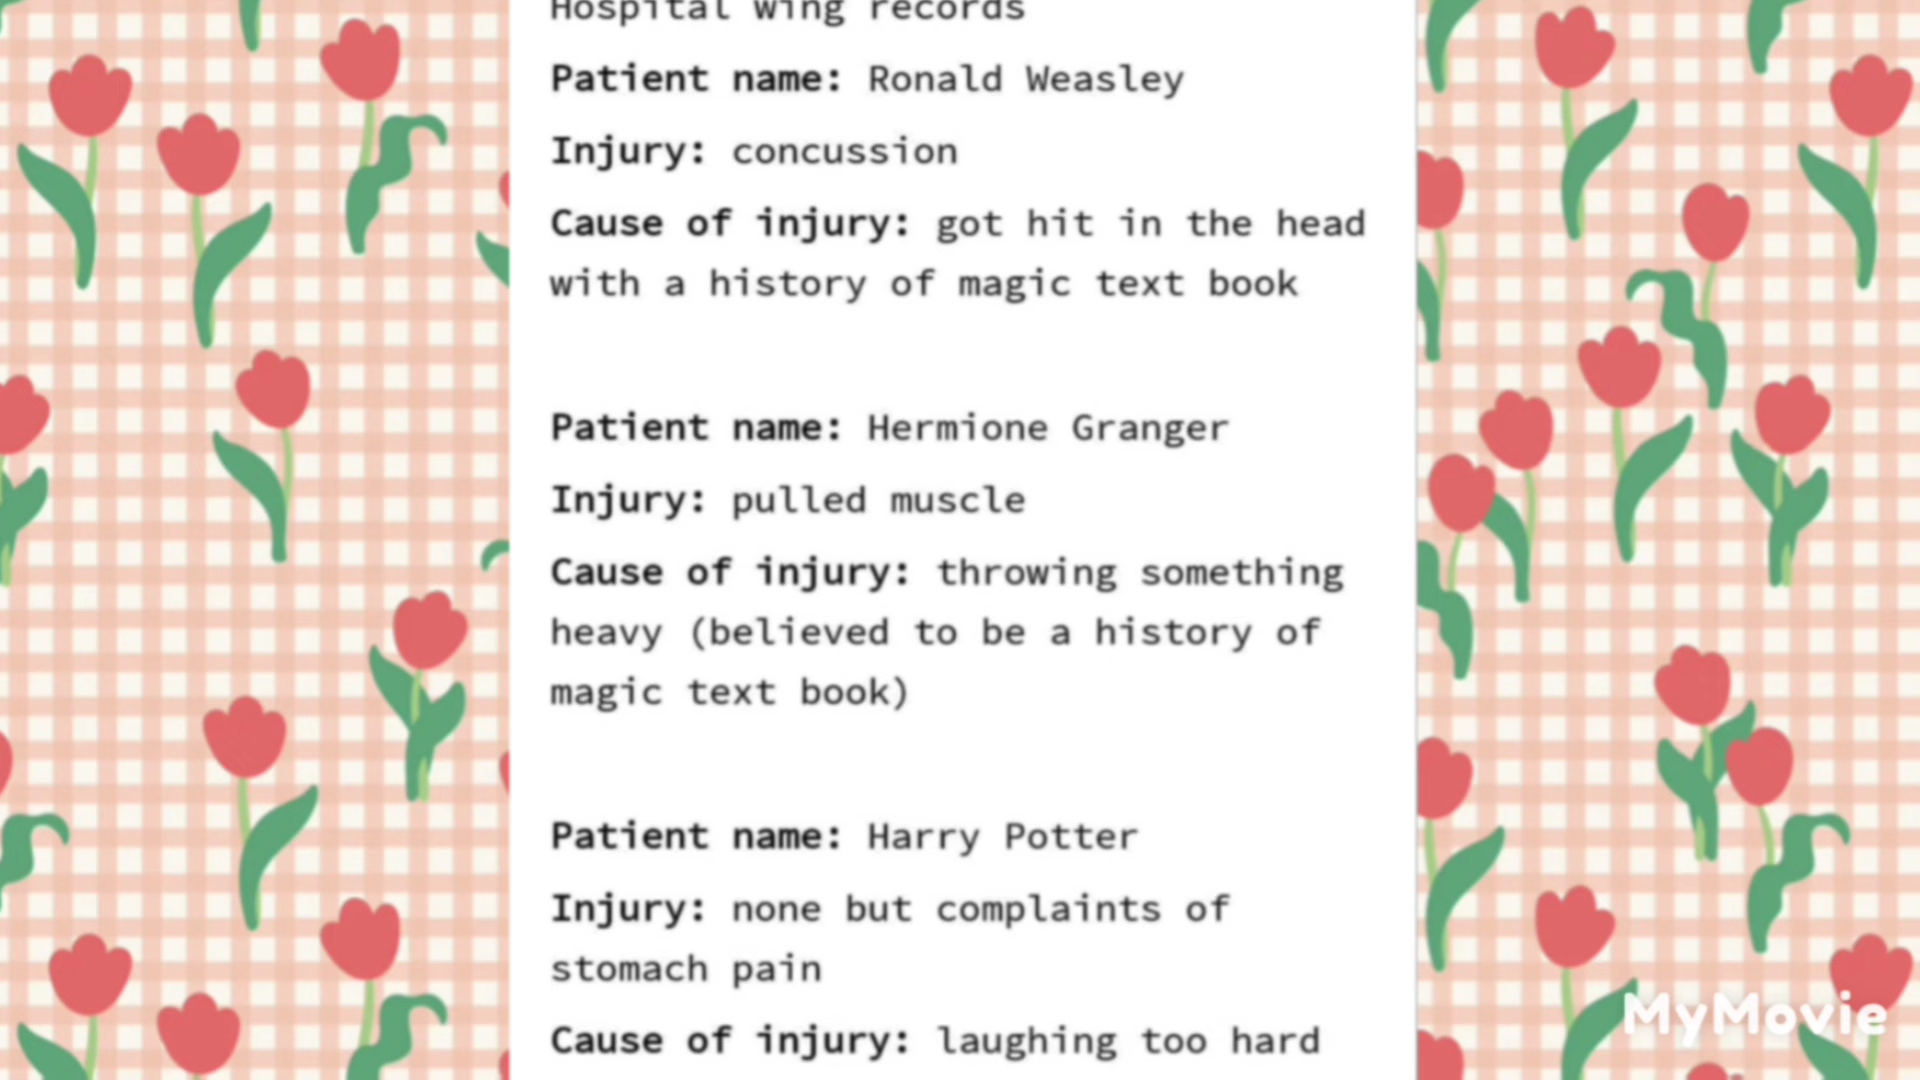 Hospital wing records
Patient name: Ronald Weasley
Injury: concussion
Cause of injury: got hit in the head
with a history of magic text book
Patient name: Hermione Granger
Injury: pulled muscle
Cause of injury: throwing something
heavy (believed to be a history of
magic text book)
Patient name: Harry Potter
Injury: none but complaints of
stomach pain
Cause of injury: laughing too hard
MyMovie